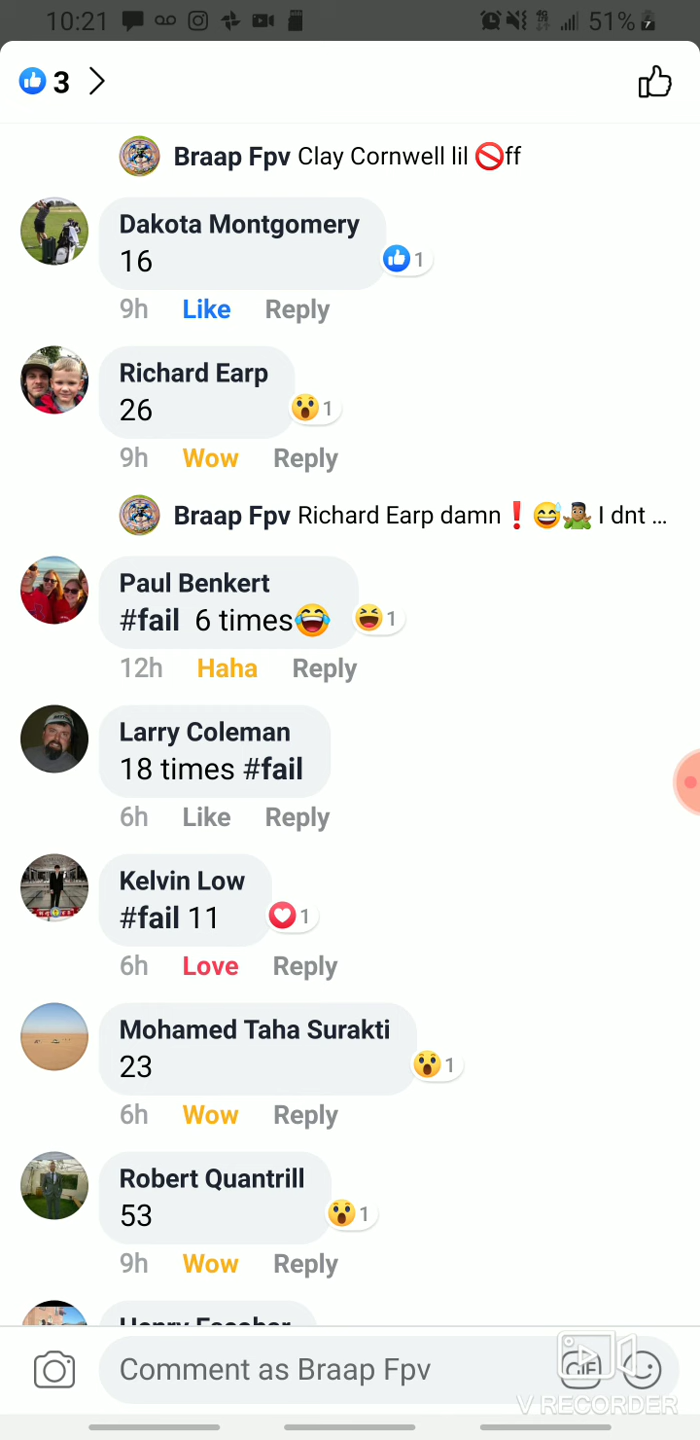 10:21 51%
3
Braap Fpv Clay Cornwell lil 🚫ff
Dakota Montgomery
16
1
9h Like Reply
Richard Earp
26
1
9h Wow Reply
Braap Fpv Richard Earp damn❗😅🤷🏽‍♂️ I dnt ...
Paul Benkert
#fail 6 times😂
1
12h Haha Reply
Larry Coleman
18 times #fail
6h Like Reply
Kelvin Low
#fail 11
1
6h Love Reply
Mohamed Taha Surakti
23
1
6h Wow Reply
Robert Quantrill
53
1
9h Wow Reply
Henry Escobar
Comment as Braap Fpv
GIF
V RECORDER